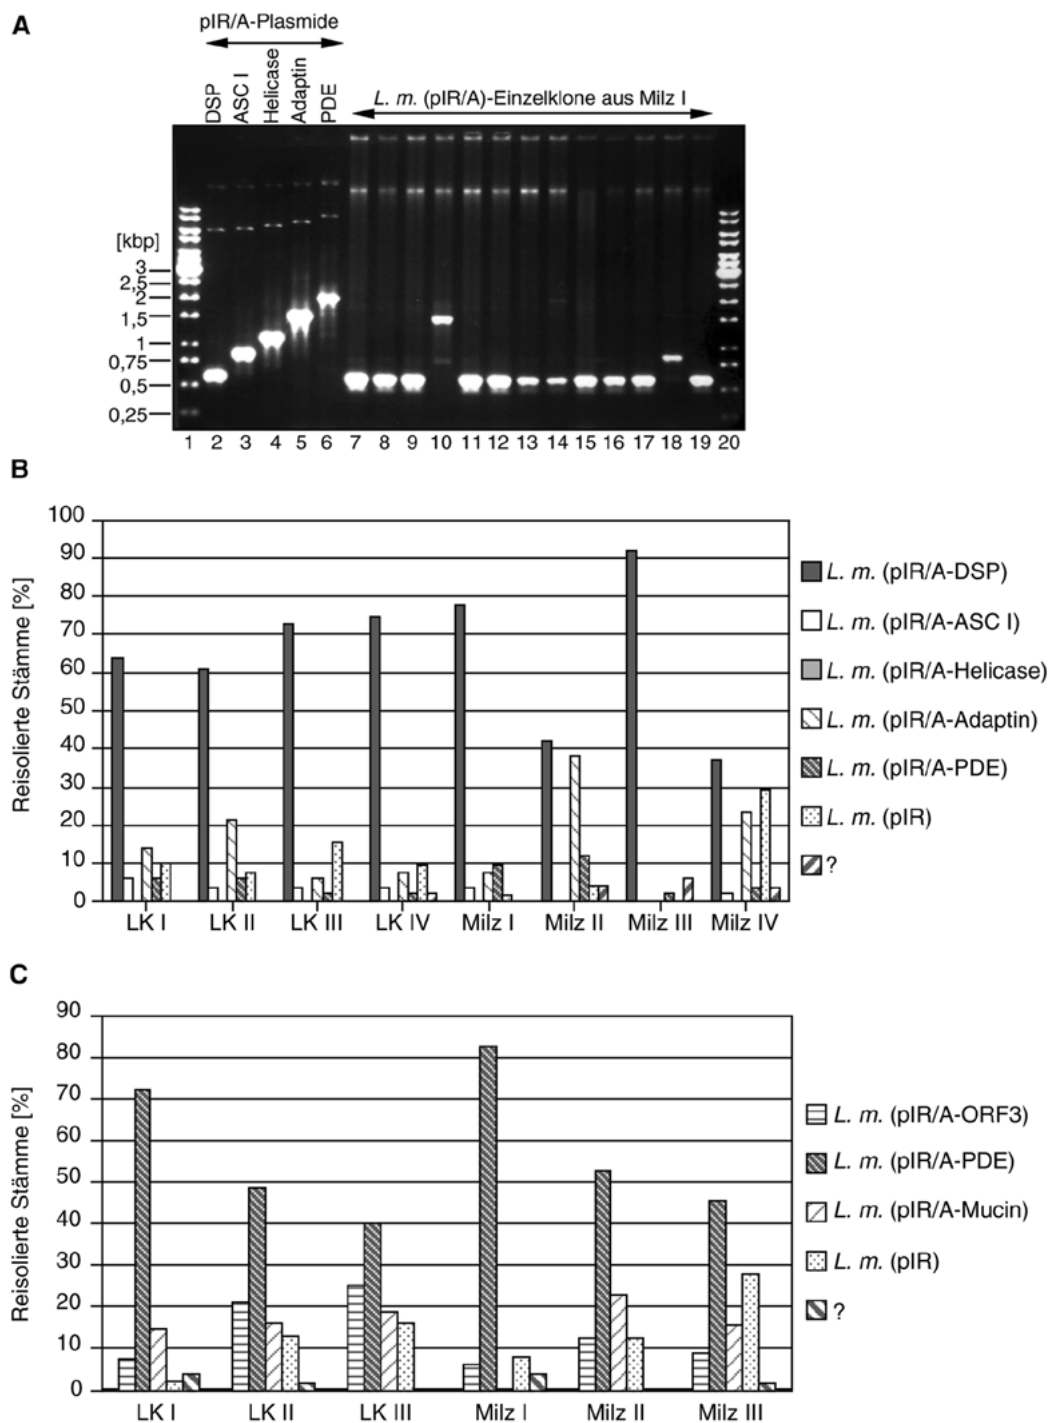 A
pIR/A-Plasmide
DSP
ASC I
Helicase
Adaptin
PDE
L. m. (pIR/A)-Einzelklone aus Milz I
[kbp]
3
2,5
2
1,5
1
0,75
0,5
0,25
1 2 3 4 5 6 7 8 9 10 11 12 13 14 15 16 17 18 19 20
B
Reisolierte Stämme [%]
100
90
80
70
60
50
40
30
20
10
0
LK I LK II LK III LK IV Milz I Milz II Milz III Milz IV
L. m. (pIR/A-DSP)
L. m. (pIR/A-ASC I)
L. m. (pIR/A-Helicase)
L. m. (pIR/A-Adaptin)
L. m. (pIR/A-PDE)
L. m. (pIR)
?
C
Reisolierte Stämme [%]
90
80
70
60
50
40
30
20
10
0
LK I LK II LK III Milz I Milz II Milz III
L. m. (pIR/A-ORF3)
L. m. (pIR/A-PDE)
L. m. (pIR/A-Mucin)
L. m. (pIR)
?